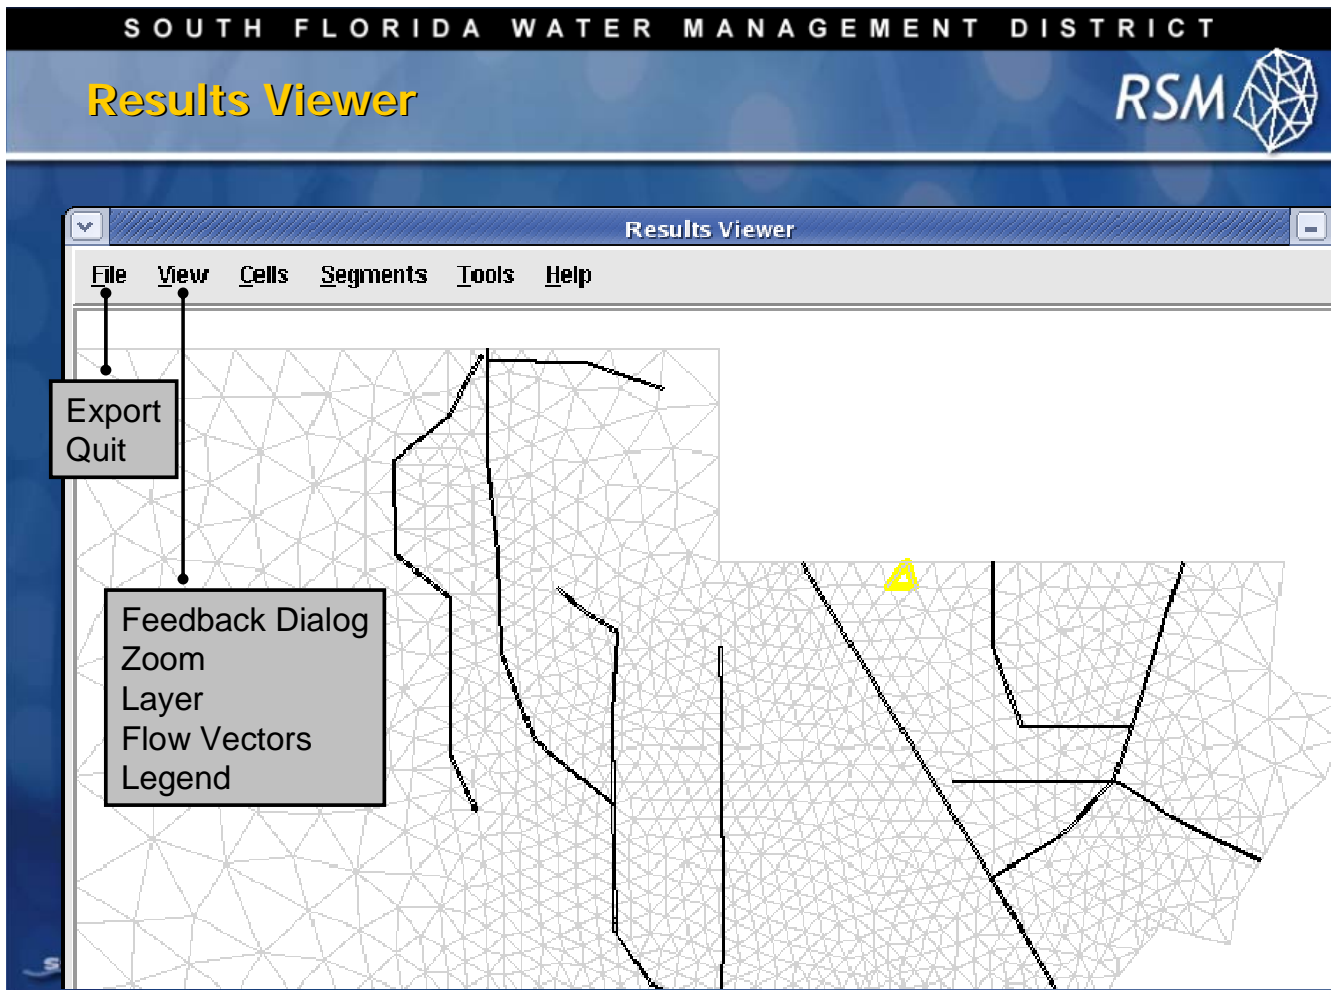 SOUTH FLORIDA WATER MANAGEMENT DISTRICT
Results Viewer
RSM
Results Viewer
File View Cells Segments Tools Help
Export
Quit
Feedback Dialog
Zoom
Layer
Flow Vectors
Legend